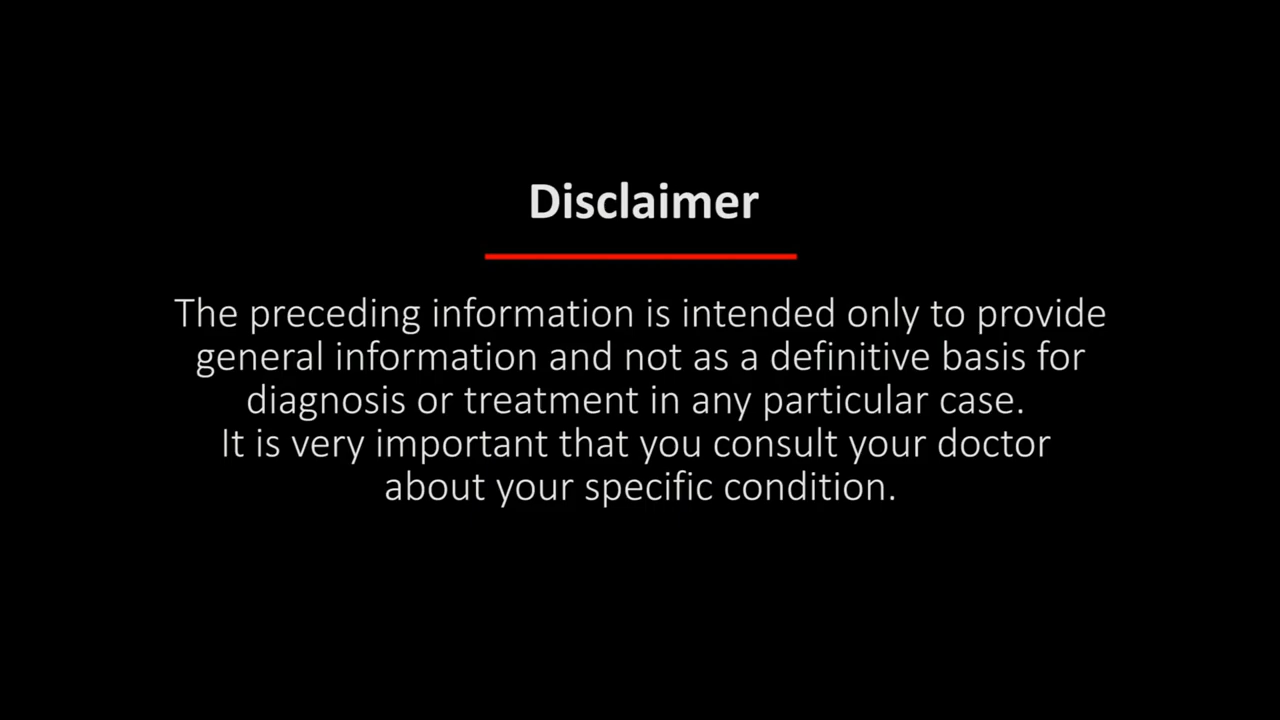 Disclaimer
The preceding information is intended only to provide
general information and not as a definitive basis for
diagnosis or treatment in any particular case.
It is very important that you consult your doctor
about your specific condition.